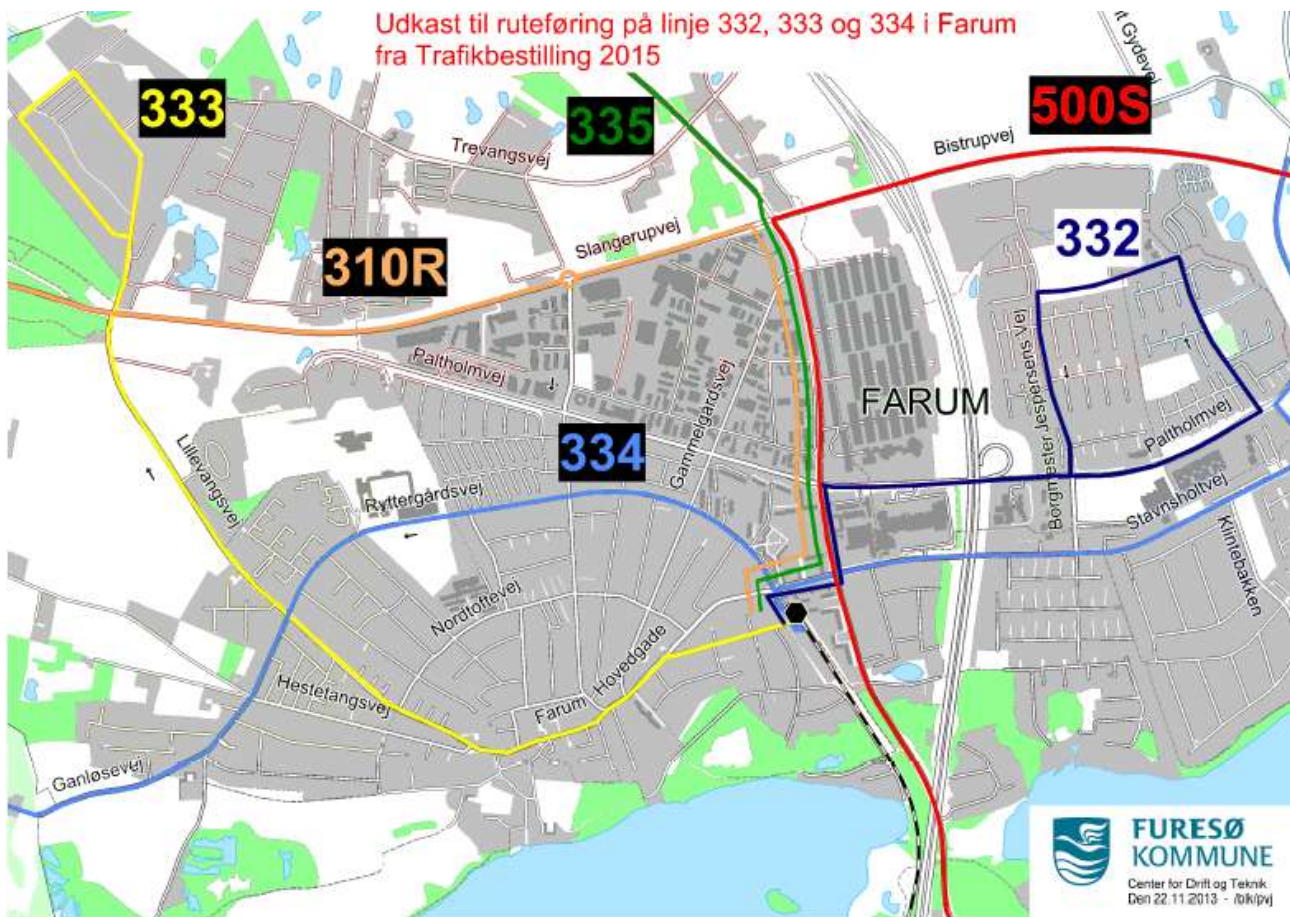 Udkast til ruteføring på linje 332, 333 og 334 i Farum
fra Trafikbestilling 2015
Gydevej
333
335
500S
Trevangsvej
Bistrupvej
Slangerupvej
332
310R
Paltholmvej
Borgmester Jespersens Vej
FARUM
Gammelgårdsvej
Paltholmvej
334
Lillevangsvej
Ryttergårdsvej
Stavnsholtvej
Klintebakken
Nordtoftevej
Hestetangsvej
Farum Hovedgade
Ganløsevej
FURESØ
KOMMUNE
Center for Drift og Teknik
Den 22.11.2013 - /blk/pvj